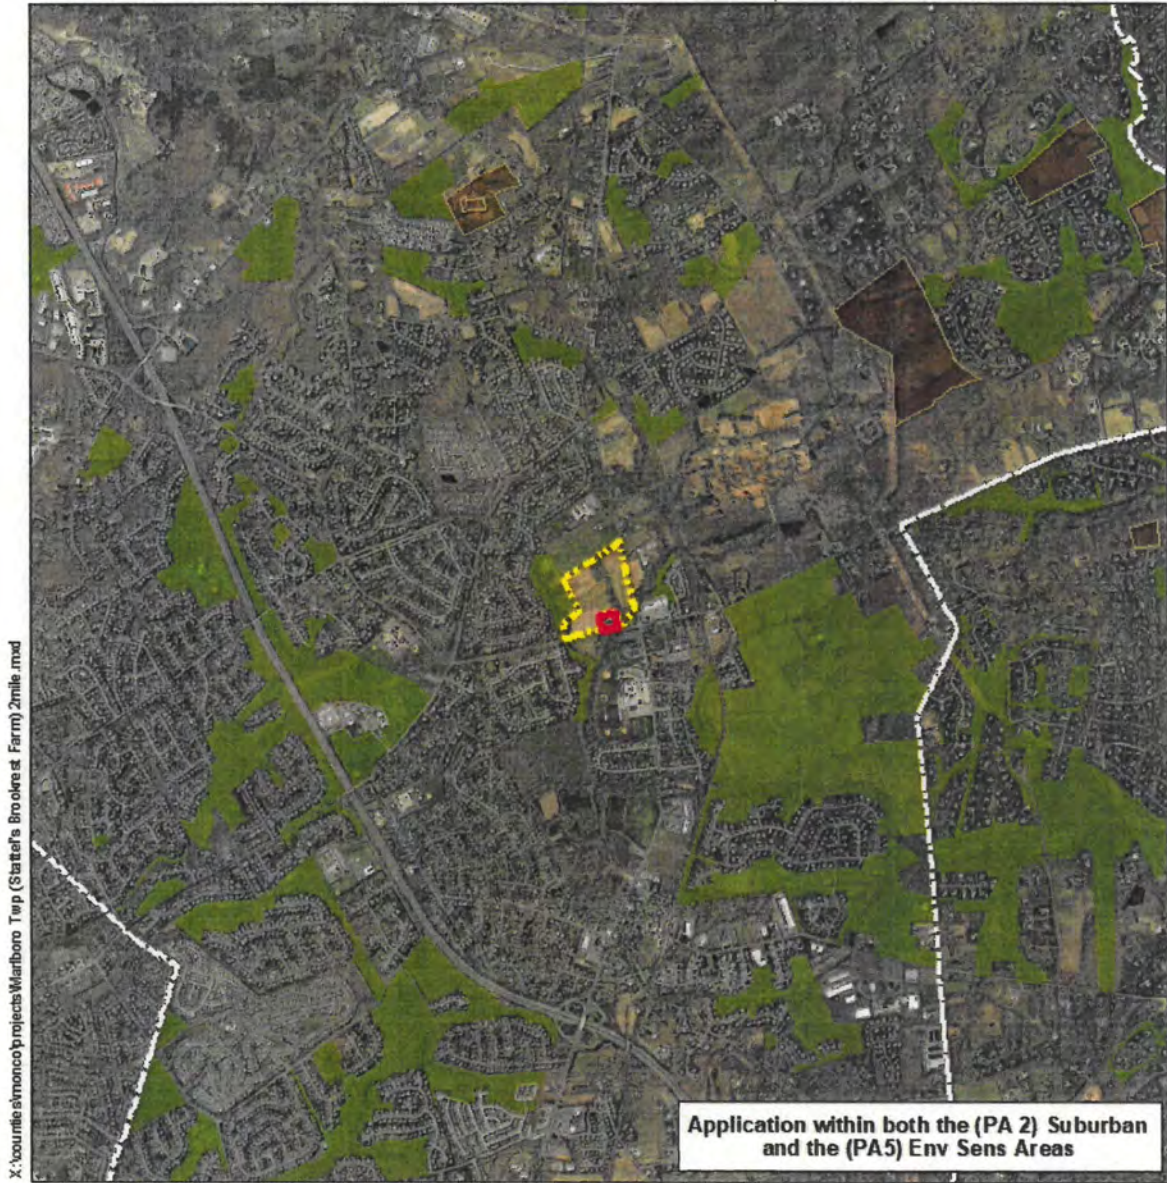 X:\counties\monco\projects\Marlboro Twp (Stattel's Brookrest Farm) 2mile.mxd
Application within both the (PA 2) Suburban
and the (PA5) Env Sens Areas